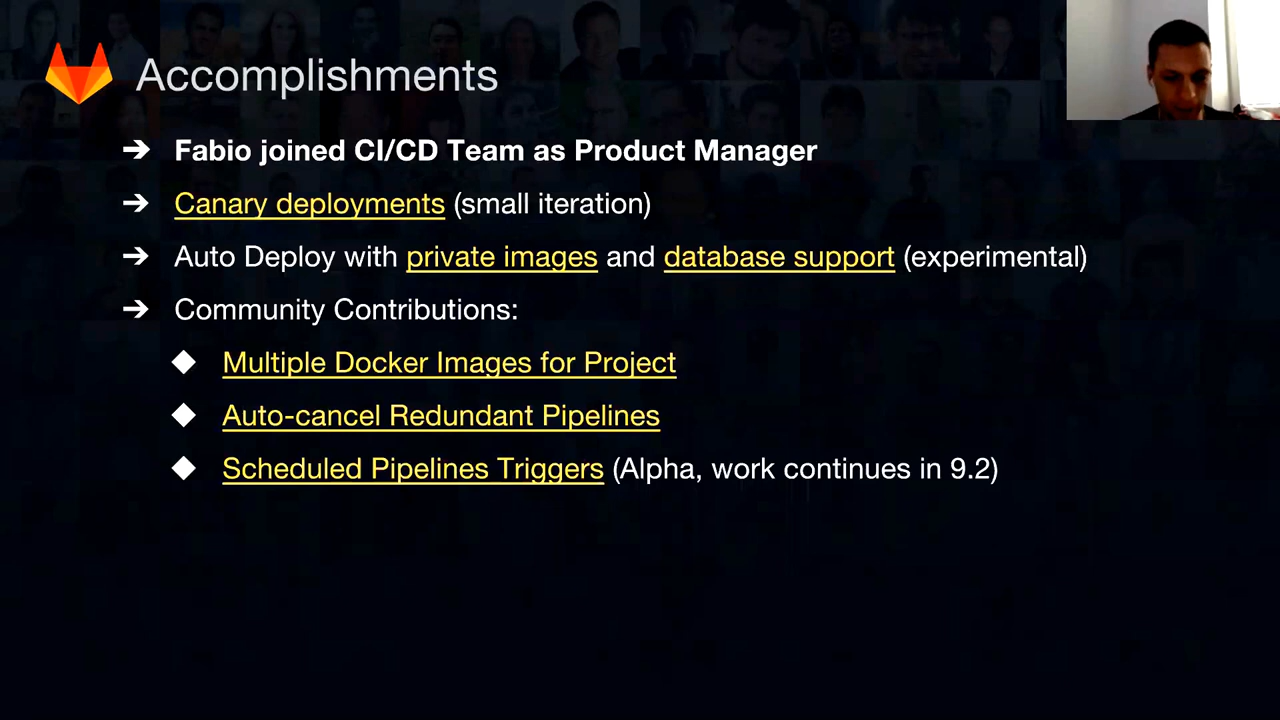 Accomplishments
➔ Fabio joined CI/CD Team as Product Manager
➔ Canary deployments (small iteration)
➔ Auto Deploy with private images and database support (experimental)
➔ Community Contributions:
◆ Multiple Docker Images for Project
◆ Auto-cancel Redundant Pipelines
◆ Scheduled Pipelines Triggers (Alpha, work continues in 9.2)